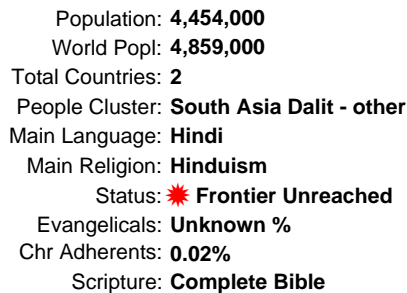 Population: 4,454,000
World Popl: 4,859,000
Total Countries: 2
People Cluster: South Asia Dalit - other
Main Language: Hindi
Main Religion: Hinduism
Status: Frontier Unreached
Evangelicals: Unknown %
Chr Adherents: 0.02%
Scripture: Complete Bible